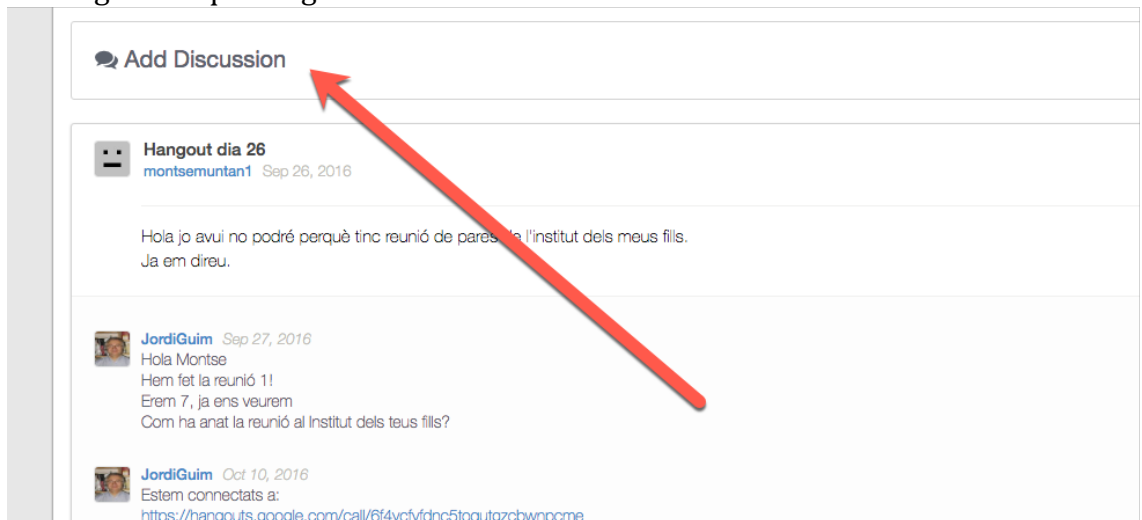 Add Discussion
Hangout dia 26
montsemuntan1 Sep 26, 2016
Hola jo avui no podré perquè tinc reunió de pares de l'institut dels meus fills.
Ja em direu.
JordiGuim Sep 27, 2016
Hola Montse
Hem fet la reunió 1!
Erem 7, ja ens veurem
Com ha anat la reunió al Institut dels teus fills?
JordiGuim Oct 10, 2016
Estem connectats a: